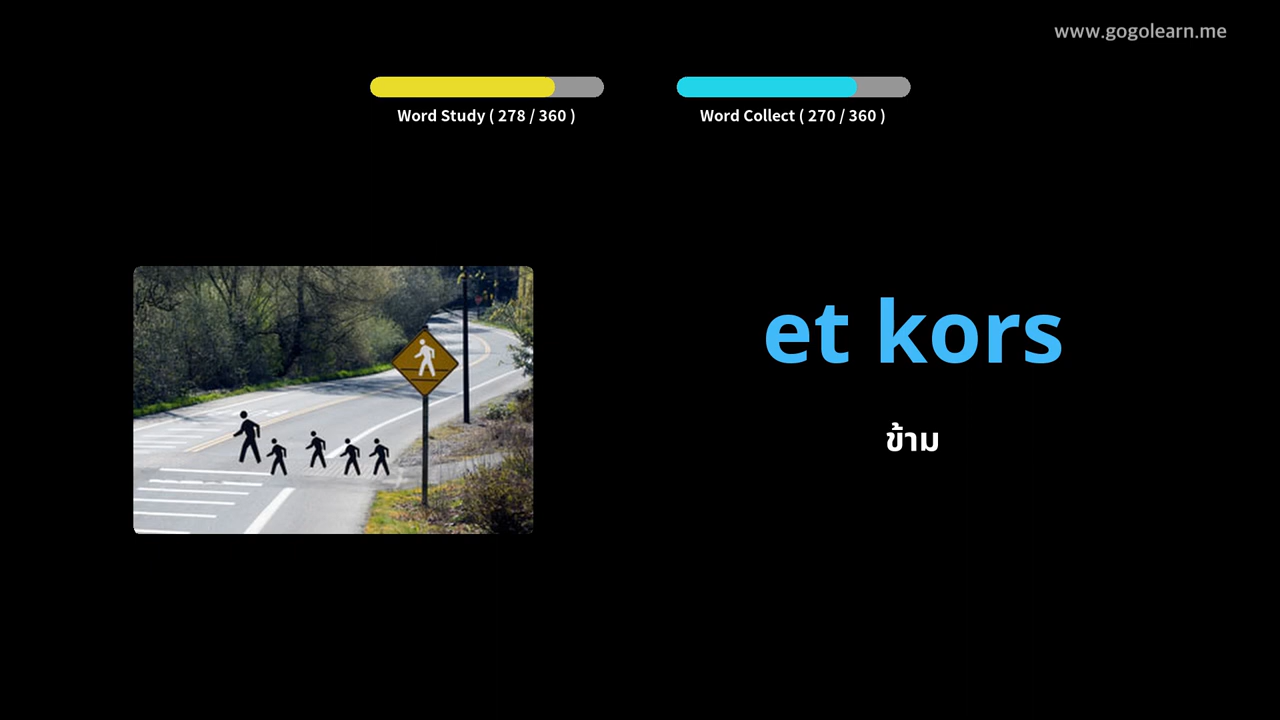 www.gogolearn.me
Word Study ( 278 / 360 )
Word Collect ( 270 / 360 )
et kors
ข้าม